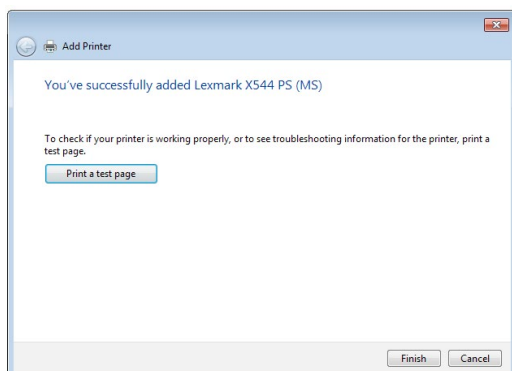 Add Printer
You've successfully added Lexmark X544 PS (MS)
To check if your printer is working properly, or to see troubleshooting information for the printer, print a
test page.
Print a test page
Finish Cancel